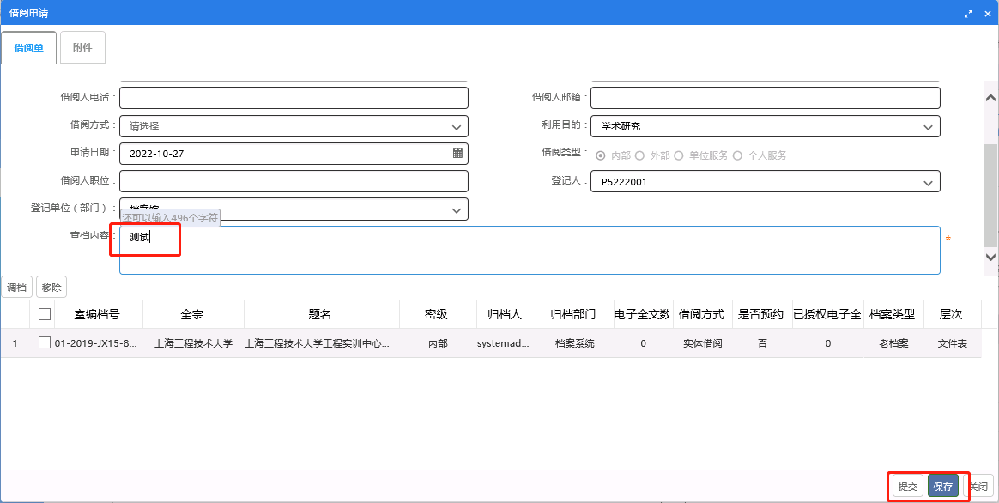 借阅申请
借阅单 附件
借阅人电话： 借阅人邮箱：
借阅方式： 请选择 利用目的： 学术研究
申请日期： 2022-10-27 借阅类型： 内部 外部 单位服务 个人服务
借阅人职位： 登记人： P5222001
登记单位（部门）： 档案馆
还可以输入496个字符
查档内容： 测试 *
调档 移除
室编档号 全宗 题名 密级 归档人 归档部门 电子全文数 借阅方式 是否预约 已授权电子全 档案类型 层次
1 01-2019-JX15-8... 上海工程技术大学 上海工程技术大学工程实训中心... 内部 systemad... 档案系统 0 实体借阅 否 0 老档案 文件表
提交 保存 关闭